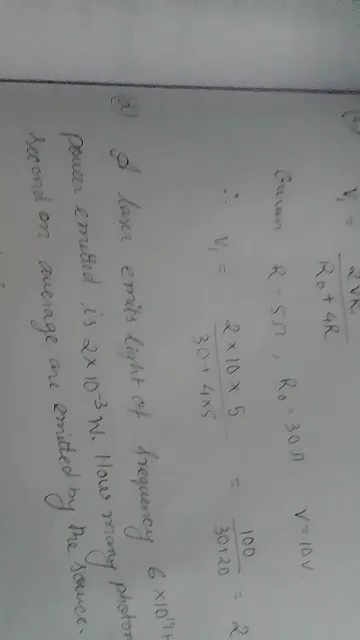 V₁ = 2VR / R₀ + 4R
Given R = 5Ω, R₀ = 30Ω V = 10V.
∴ V₁ = 2 × 10 × 5 / 30 + 4 × 5 = 100 / 30 + 20 = 2
(2) A laser emits light of frequency 6 × 10¹⁴
power emitted is 2 × 10⁻³ W. How many photon
second on average are emitted by the source.